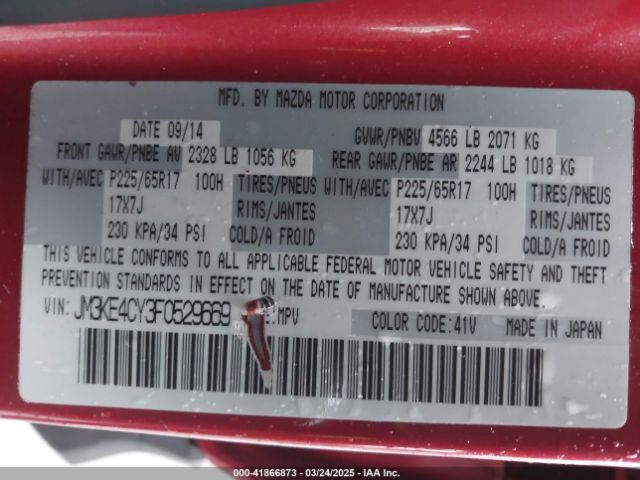 MFD. BY MAZDA MOTOR CORPORATION
DATE 09/14 GVWR/PNBV 4566 LB 2071 KG
FRONT GAWR/PNBE AV 2328 LB 1056 KG REAR GAWR/PNBE AR 2244 LB 1018 KG
WITH/AVEC P225/65R17 100H TIRES/PNEUS WITH/AVEC P225/65R17 100H TIRES/PNEUS
17X7J RIMS/JANTES 17X7J RIMS/JANTES
230 KPA/34 PSI COLD/A FROID 230 KPA/34 PSI COLD/A FROID
THIS VEHICLE CONFORMS TO ALL APPLICABLE FEDERAL MOTOR VEHICLE SAFETY AND THEFT
PREVENTION STANDARDS IN EFFECT ON THE DATE OF MANUFACTURE SHOWN ABOVE.
VIN: JM3KE4CY3F0529669 :MPV COLOR CODE:41V MADE IN JAPAN
000-41866873 - 03/24/2025 - IAA Inc.